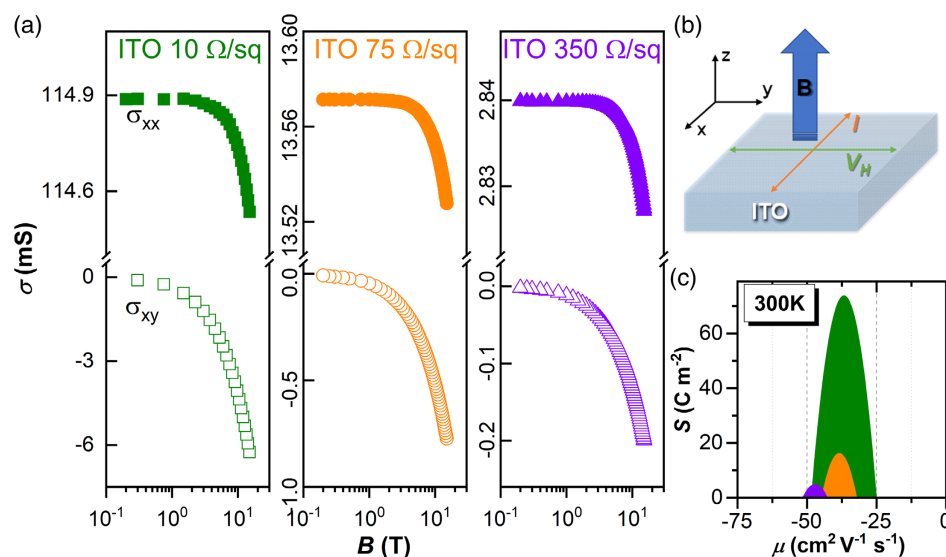 (a)
ITO 10 Ω/sq
ITO 75 Ω/sq
ITO 350 Ω/sq
σ (mS)
114.9
114.6
0
-3
-6
σxx
σxy
13.60
13.56
13.52
0.0
-0.5
1.0
2.84
2.83
0.0
-0.1
-0.2
10⁻¹ 10⁰ 10¹
10⁻¹ 10⁰ 10¹
10⁻¹ 10⁰ 10¹
B (T)
(b)
z
y
x
B
I
VH
ITO
(c)
300K
S (C m⁻²)
60
40
20
0
-75 -50 -25 0
μ (cm² V⁻¹ s⁻¹)